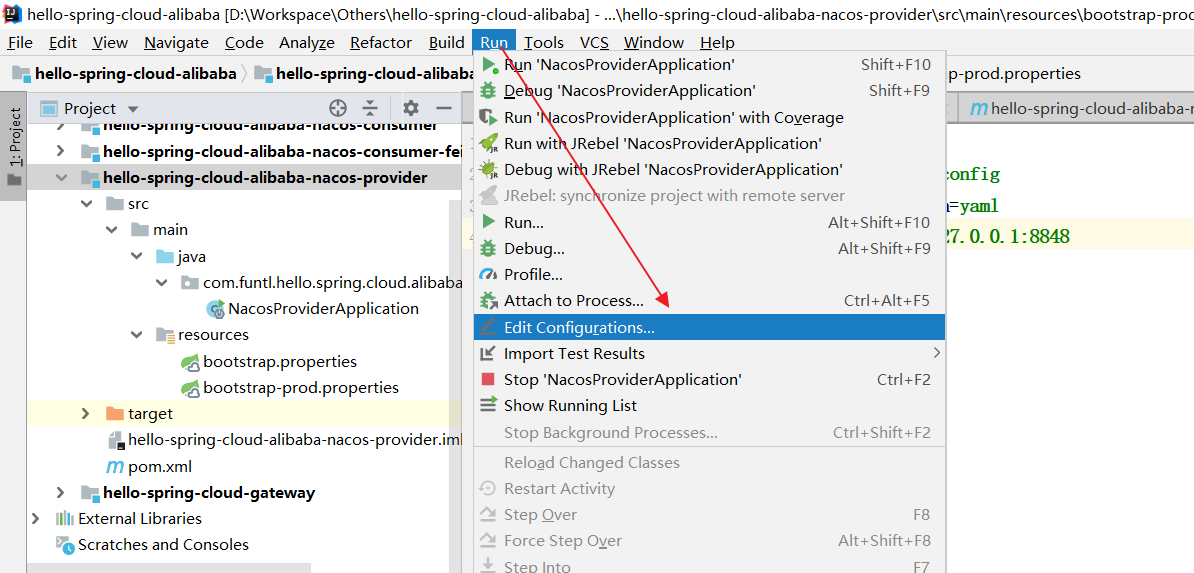 hello-spring-cloud-alibaba [D:\Workspace\Others\hello-spring-cloud-alibaba] - ...\hello-spring-cloud-alibaba-nacos-provider\src\main\resources\bootstrap-prod
File Edit View Navigate Code Analyze Refactor Build Run Tools VCS Window Help
hello-spring-cloud-alibaba hello-spring-cloud-alibaba p-prod.properties
1: Project
Project
hello-spring-cloud-alibaba-n
hello-spring-cloud-alibaba-nacos-consumer
hello-spring-cloud-alibaba-nacos-consumer-fei
hello-spring-cloud-alibaba-nacos-provider
src
main
java
com.funtl.hello.spring.cloud.alibaba
NacosProviderApplication
resources
bootstrap.properties
bootstrap-prod.properties
target
hello-spring-cloud-alibaba-nacos-provider.iml
pom.xml
hello-spring-cloud-gateway
External Libraries
Scratches and Consoles
Run 'NacosProviderApplication' Shift+F10
Debug 'NacosProviderApplication' Shift+F9
Run 'NacosProviderApplication' with Coverage
Run with JRebel 'NacosProviderApplication'
Debug with JRebel 'NacosProviderApplication'
JRebel: synchronize project with remote server
Run... Alt+Shift+F10
Debug... Alt+Shift+F9
Profile...
Attach to Process... Ctrl+Alt+F5
Edit Configurations...
Import Test Results
Stop 'NacosProviderApplication' Ctrl+F2
Show Running List
Stop Background Processes... Ctrl+Shift+F2
Reload Changed Classes
Restart Activity
Step Over F8
Force Step Over Alt+Shift+F8
Step Into F7
config
=yaml
27.0.0.1:8848